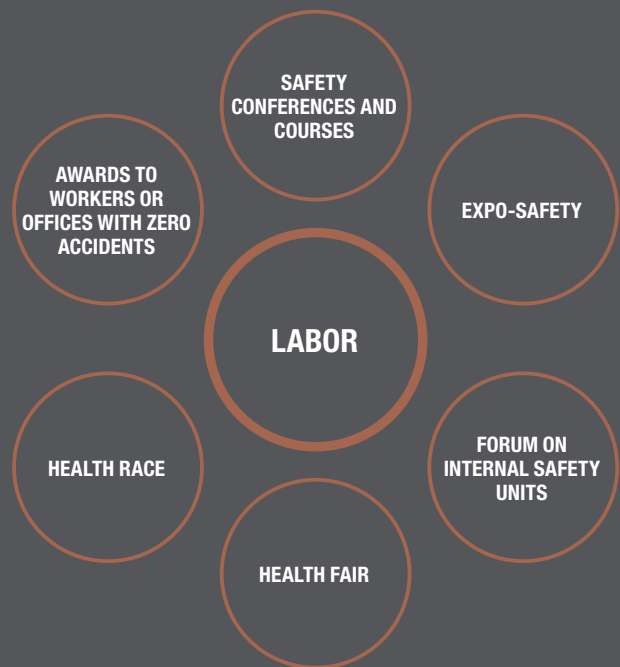 SAFETY
CONFERENCES AND
COURSES
AWARDS TO
WORKERS OR
OFFICES WITH ZERO
ACCIDENTS
EXPO-SAFETY
LABOR
HEALTH RACE
FORUM ON
INTERNAL SAFETY
UNITS
HEALTH FAIR